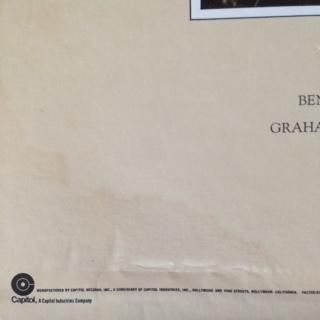 BEN
GRAHA
MANUFACTURED BY CAPITOL RECORDS, INC., A SUBSIDIARY OF CAPITOL INDUSTRIES, INC., HOLLYWOOD AND VINE STREETS, HOLLYWOOD, CALIFORNIA.
Capitol, A Capitol Industries Company